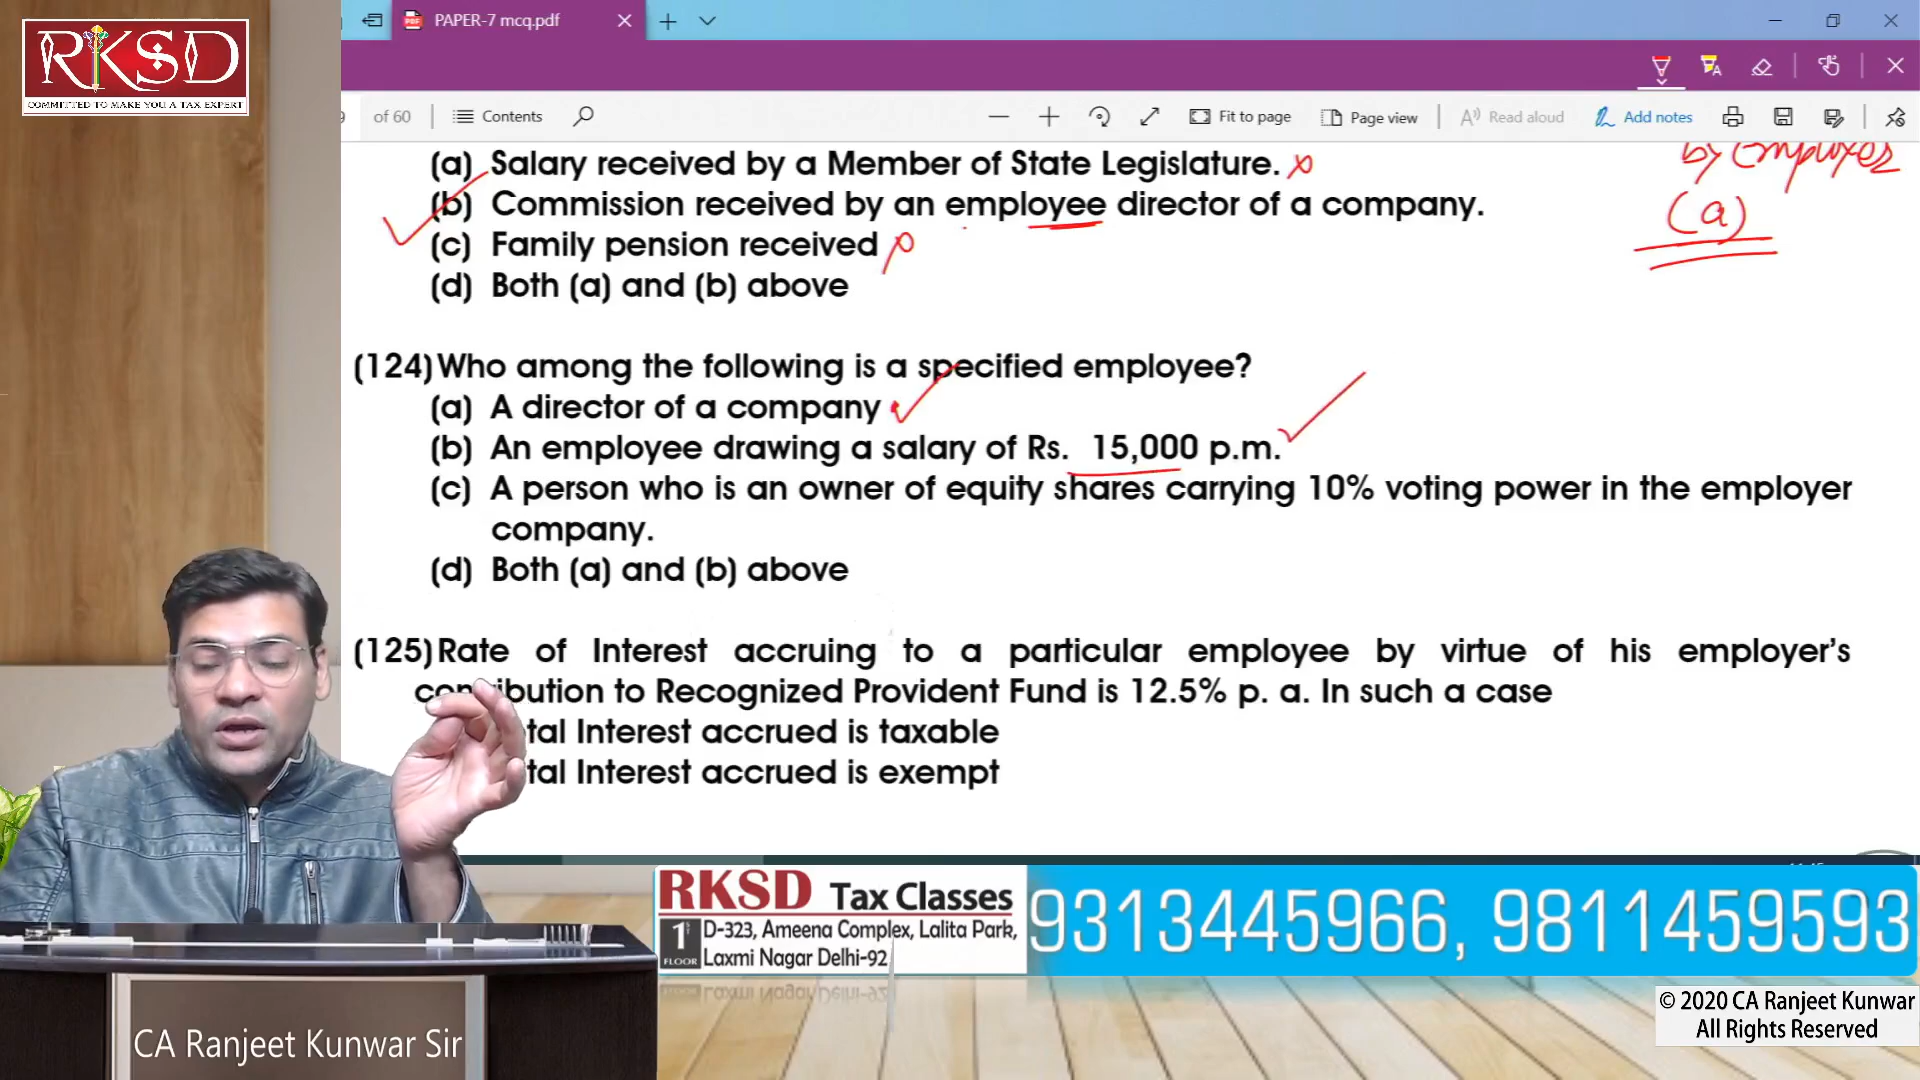 RKSD
COMMITTED TO MAKE YOU A TAX EXPERT
PAPER-7 mcq.pdf
of 60
Contents
Fit to page
Page view
Read aloud
Add notes
by Employer
(a)
(a) Salary received by a Member of State Legislature.
(b) Commission received by an employee director of a company.
(c) Family pension received
(d) Both (a) and (b) above
(124) Who among the following is a specified employee?
(a) A director of a company
(b) An employee drawing a salary of Rs. 15,000 p.m.
(c) A person who is an owner of equity shares carrying 10% voting power in the employer
company.
(d) Both (a) and (b) above
(125) Rate of Interest accruing to a particular employee by virtue of his employer's
contribution to Recognized Provident Fund is 12.5% p. a. In such a case
tal Interest accrued is taxable
tal Interest accrued is exempt
RKSD Tax Classes
1ST FLOOR
D-323, Ameena Complex, Lalita Park,
Laxmi Nagar Delhi-92
9313445966, 9811459593
CA Ranjeet Kunwar Sir
© 2020 CA Ranjeet Kunwar
All Rights Reserved